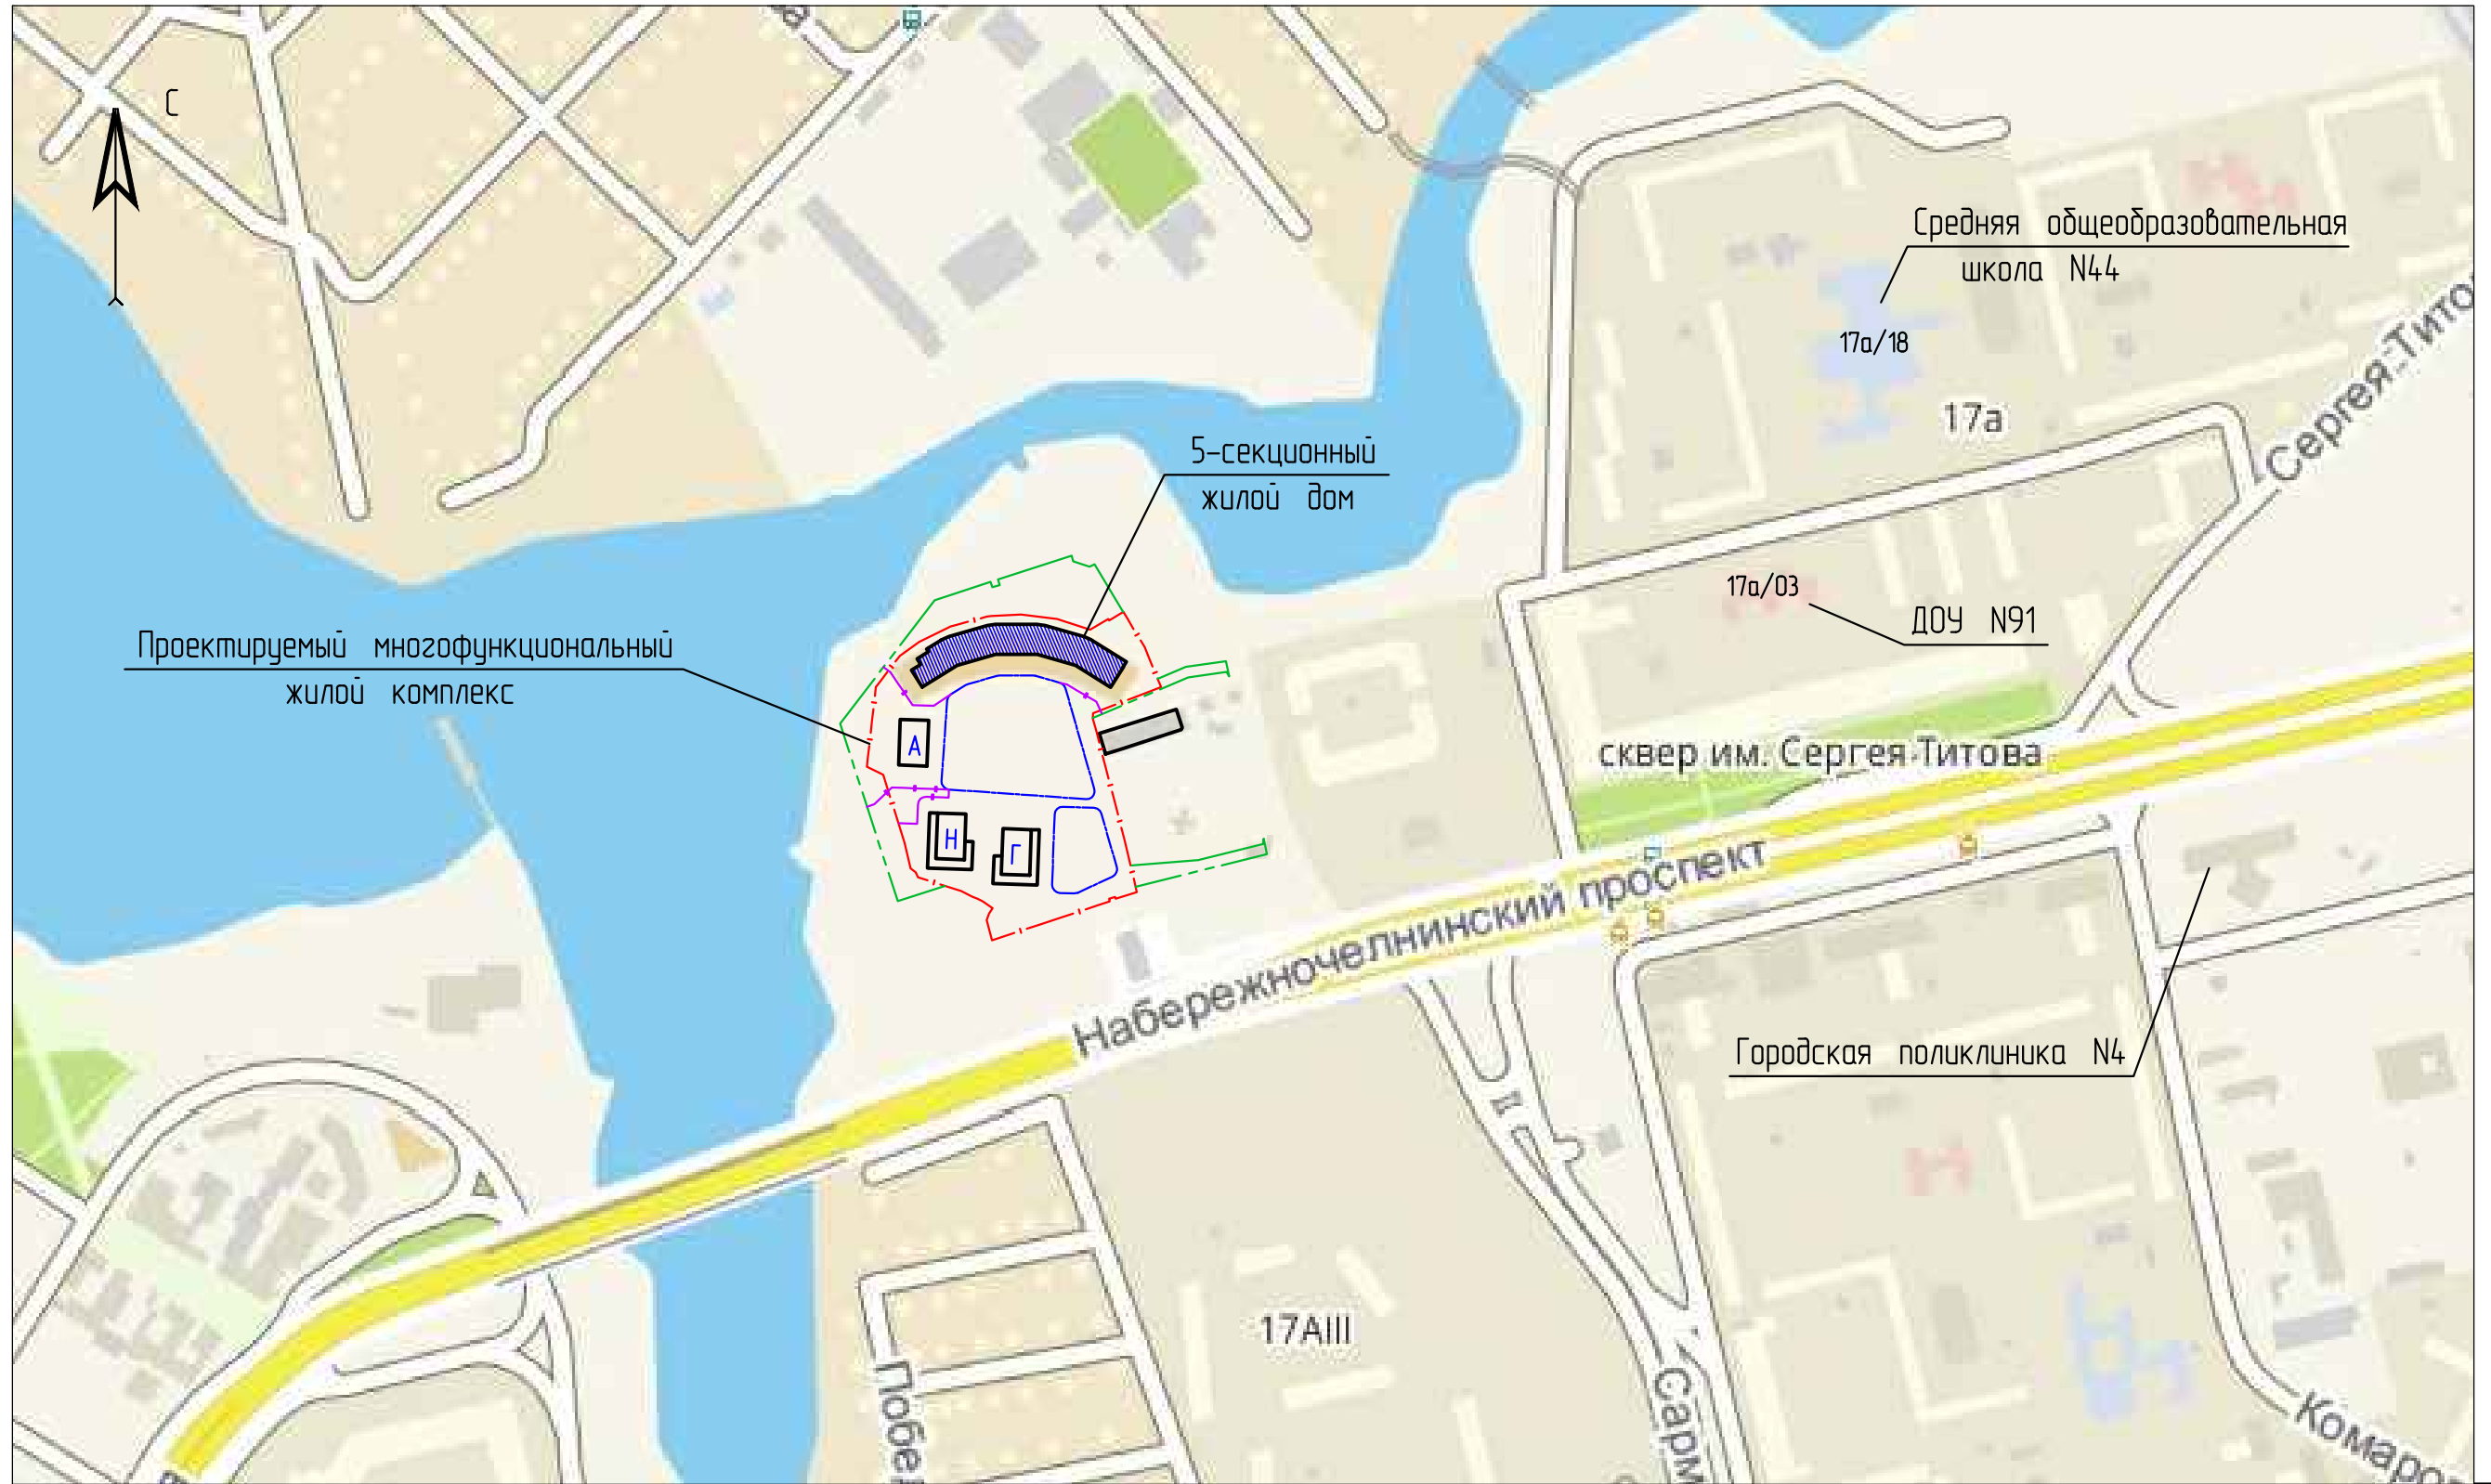 С
Средняя общеобразовательная
школа N44
17а/18
17а
Сергея Тито
5-секционный
жилой дом
17а/03
ДОУ N91
Проектируемый многофункциональный
жилой комплекс
А
сквер им. Сергея Титова
Н
Г
Набережночелнинский проспект
Городская поликлиника N4
17АIII
Побе
Сарм
Комаро